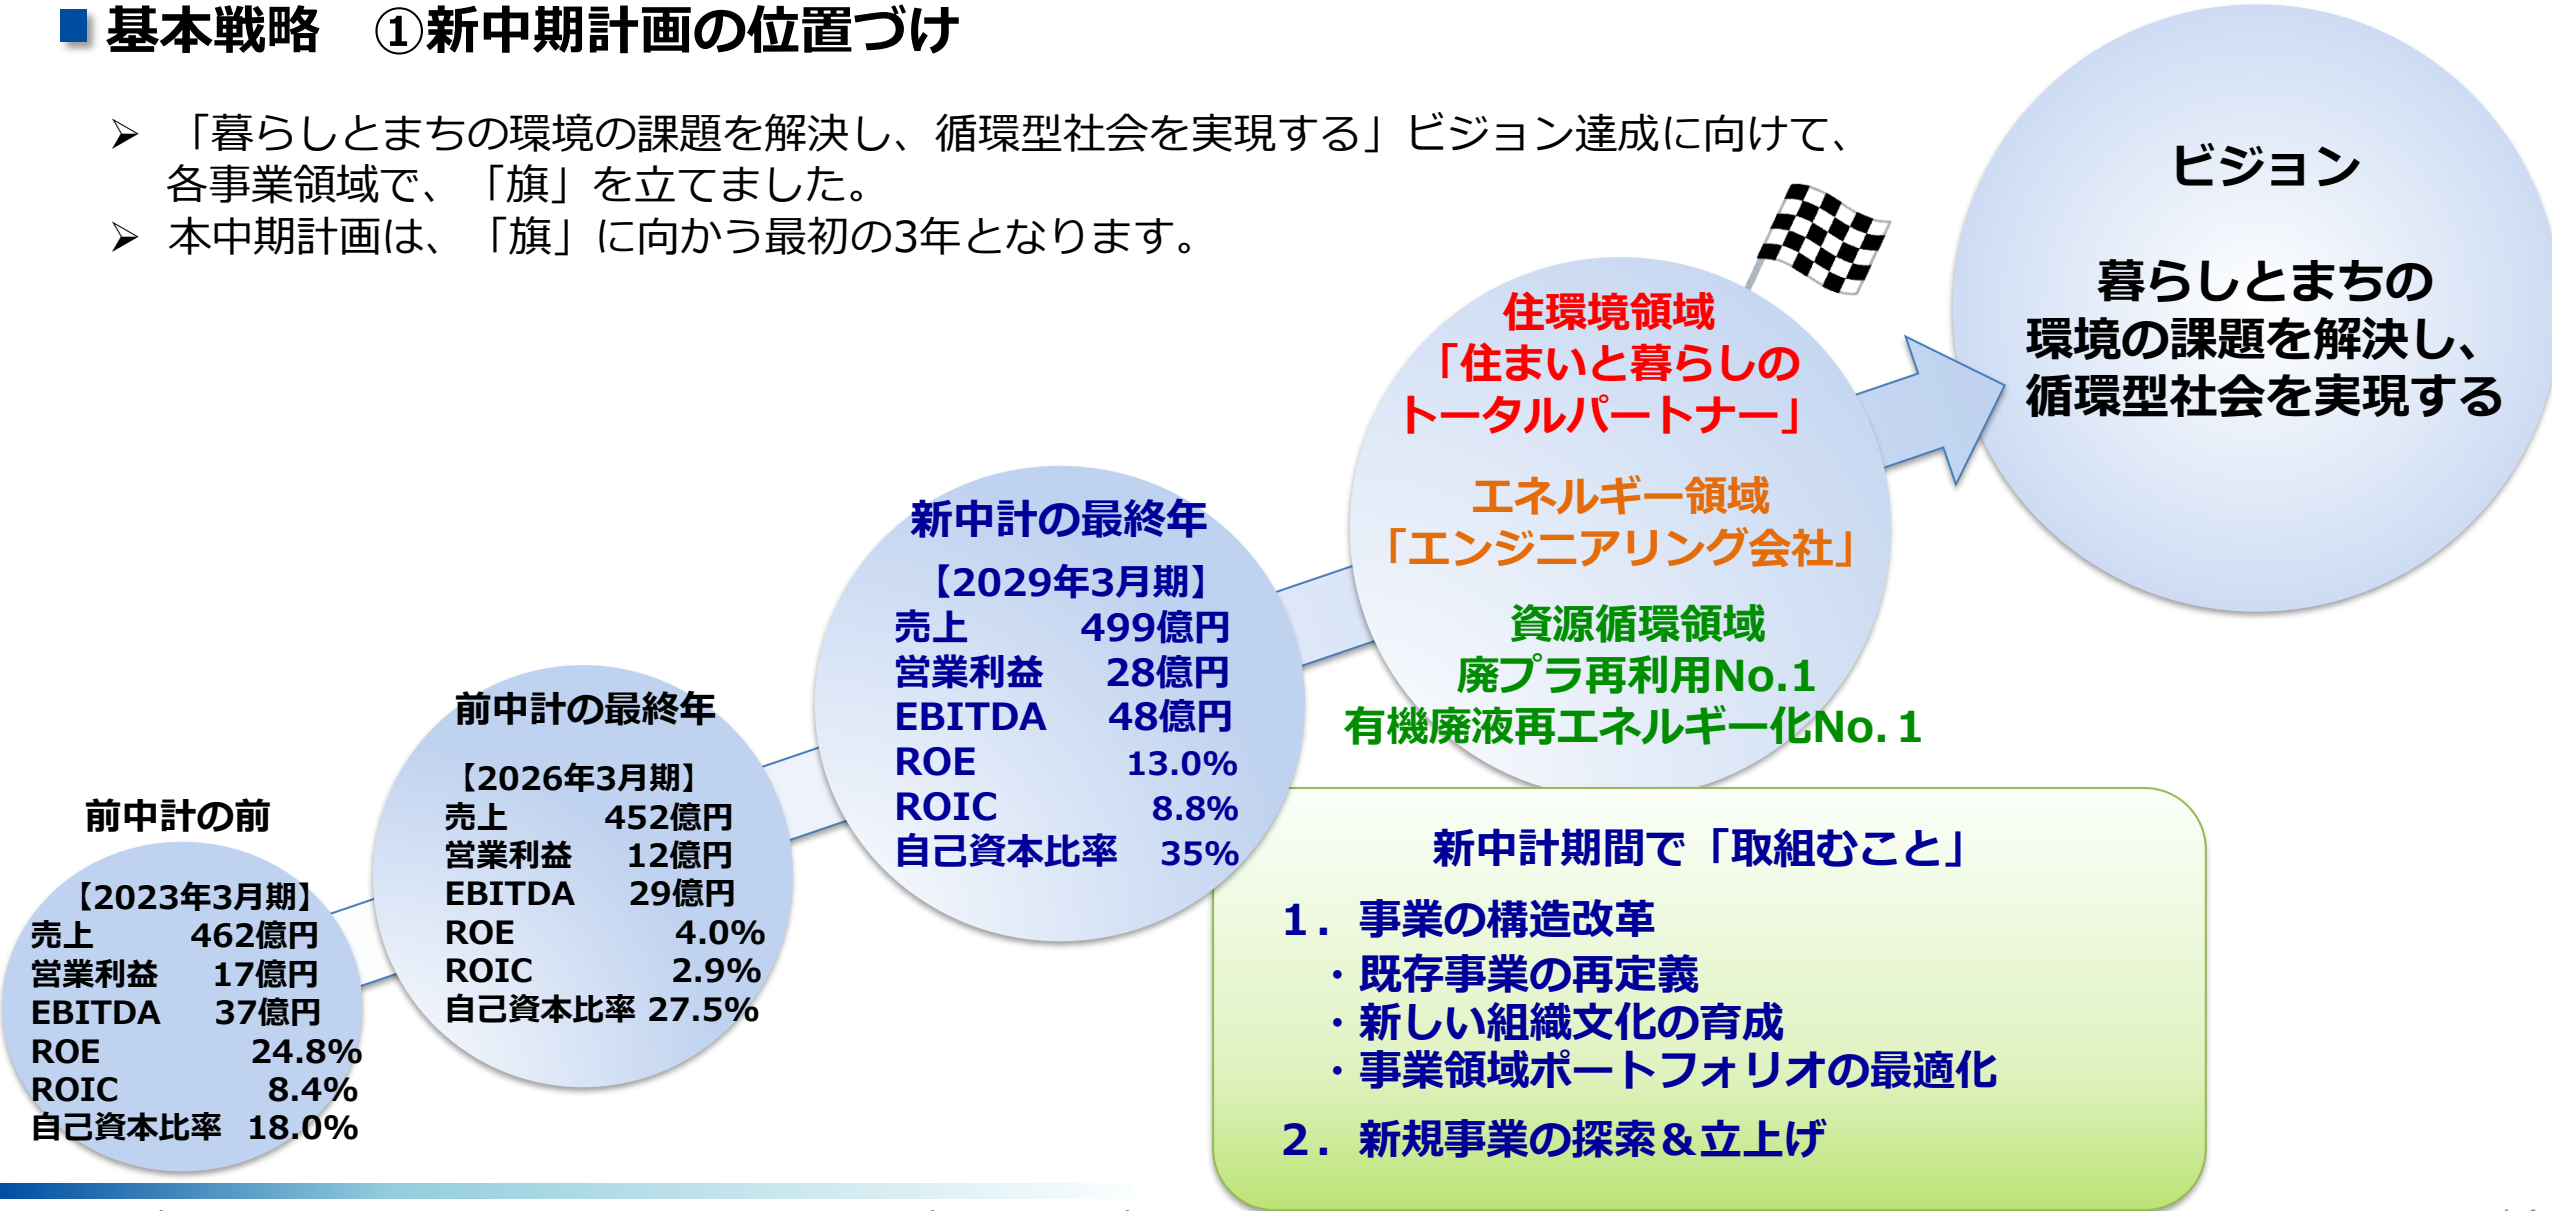 基本戦略　①新中期計画の位置づけ
➢ 「暮らしとまちの環境の課題を解決し、循環型社会を実現する」ビジョン達成に向けて、
各事業領域で、「旗」を立てました。
➢ 本中期計画は、「旗」に向かう最初の3年となります。
前中計の前
【2023年3月期】
売上 462億円
営業利益 17億円
EBITDA 37億円
ROE 24.8%
ROIC 8.4%
自己資本比率 18.0%
前中計の最終年
【2026年3月期】
売上 452億円
営業利益 12億円
EBITDA 29億円
ROE 4.0%
ROIC 2.9%
自己資本比率 27.5%
新中計の最終年
【2029年3月期】
売上 499億円
営業利益 28億円
EBITDA 48億円
ROE 13.0%
ROIC 8.8%
自己資本比率 35%
住環境領域
「住まいと暮らしの
トータルパートナー」
エネルギー領域
「エンジニアリング会社」
資源循環領域
廃プラ再利用No.1
有機廃液再エネルギー化No.1
ビジョン
暮らしとまちの
環境の課題を解決し、
循環型社会を実現する
新中計期間で「取組むこと」
1．事業の構造改革
・既存事業の再定義
・新しい組織文化の育成
・事業領域ポートフォリオの最適化
2．新規事業の探索＆立上げ